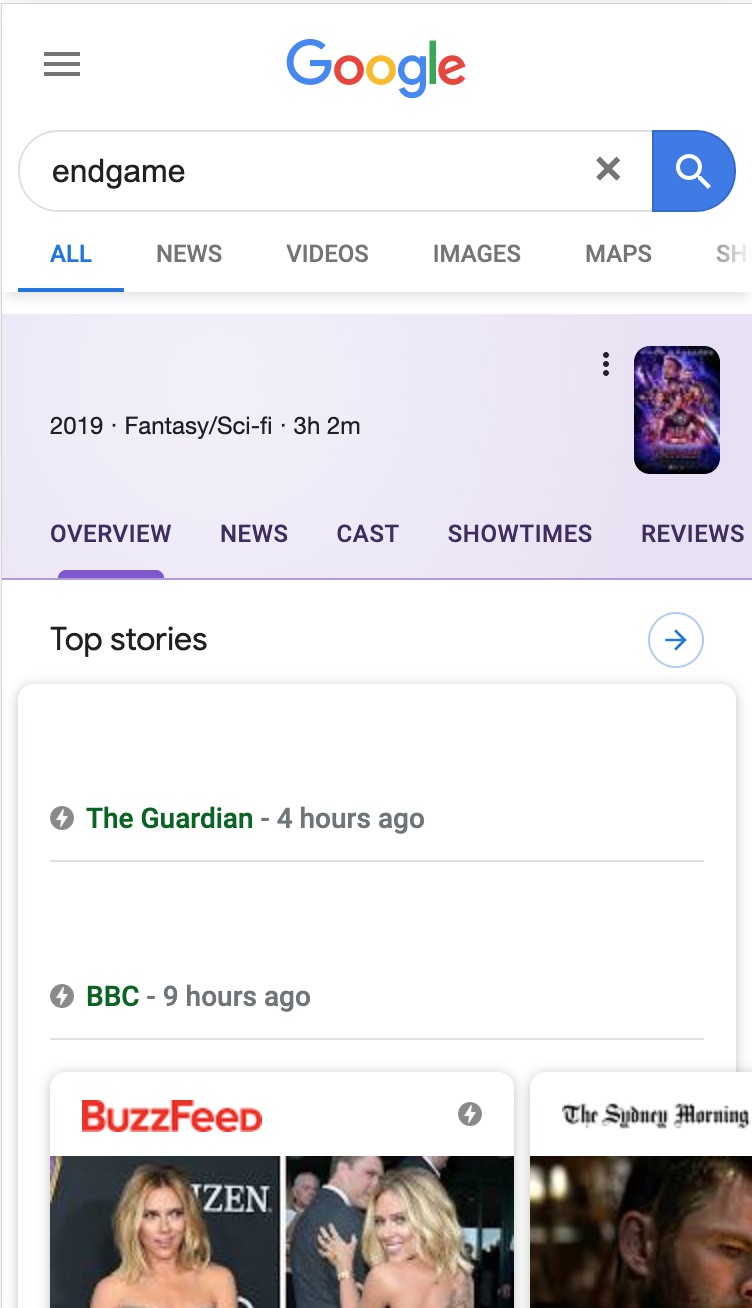 Google
endgame
ALL NEWS VIDEOS IMAGES MAPS SH
2019 · Fantasy/Sci-fi · 3h 2m
OVERVIEW NEWS CAST SHOWTIMES REVIEWS
Top stories
The Guardian - 4 hours ago
BBC - 9 hours ago
BuzzFeed
The Sydney Morning
IZEN.